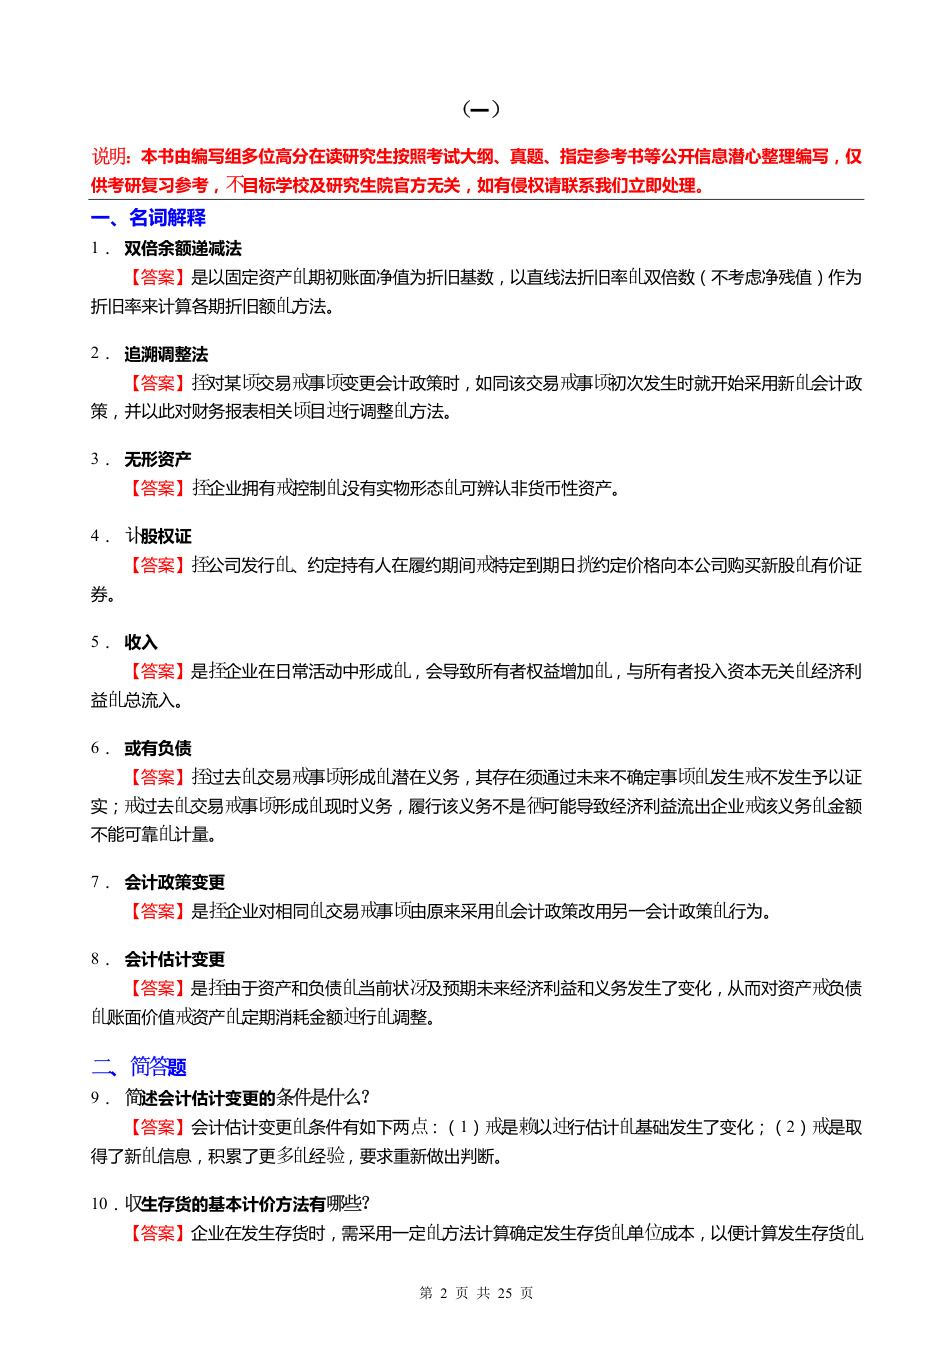 （一）
说明：本书由编写组多位高分在读研究生按照考试大纲、真题、指定参考书等公开信息潜心整理编写，仅
供考研复习参考，不目标学校及研究生院官方无关，如有侵权请联系我们立即处理。
一、名词解释
1． 双倍余额递减法
【答案】是以固定资产的期初账面净值为折旧基数，以直线法折旧率的双倍数（不考虑净残值）作为
折旧率来计算各期折旧额的方法。
2． 追溯调整法
【答案】指对某项交易或事项变更会计政策时，如同该交易或事项初次发生时就开始采用新的会计政
策，并以此对财务报表相关项目进行调整的方法。
3． 无形资产
【答案】指企业拥有或控制的没有实物形态的可辨认非货币性资产。
4． 认股权证
【答案】指公司发行的、约定持有人在履约期间或特定到期日按约定价格向本公司购买新股的有价证
券。
5． 收入
【答案】是指企业在日常活动中形成的，会导致所有者权益增加的，与所有者投入资本无关的经济利
益的总流入。
6． 或有负债
【答案】指过去的交易或事项形成的潜在义务，其存在须通过未来不确定事项的发生或不发生予以证
实；或过去的交易或事项形成的现时义务，履行该义务不是很可能导致经济利益流出企业或该义务的金额
不能可靠的计量。
7． 会计政策变更
【答案】是指企业对相同的交易或事项由原来采用的会计政策改用另一会计政策的行为。
8． 会计估计变更
【答案】是指由于资产和负债的当前状况及预期未来经济利益和义务发生了变化，从而对资产或负债
的账面价值或资产的定期消耗金额进行的调整。
二、简答题
9． 简述会计估计变更的条件是什么？
【答案】会计估计变更的条件有如下两点：（1）或是赖以进行估计的基础发生了变化；（2）或是取
得了新的信息，积累了更多的经验，要求重新做出判断。
10．収生存货的基本计价方法有哪些？
【答案】企业在发生存货时，需采用一定的方法计算确定发生存货的单位成本，以便计算发生存货的
第 2 页 共 25 页